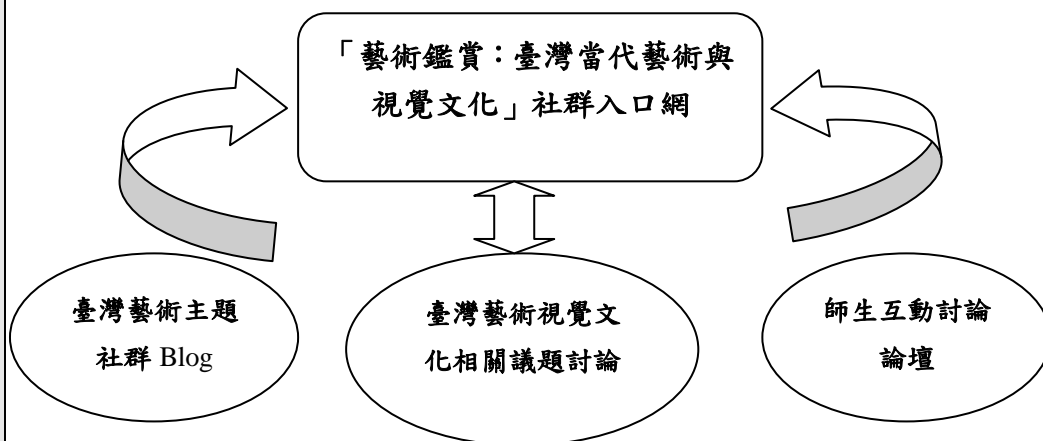 「藝術鑑賞：臺灣當代藝術與
視覺文化」社群入口網
臺灣藝術主題
社群 Blog
臺灣藝術視覺文
化相關議題討論
師生互動討論
論壇